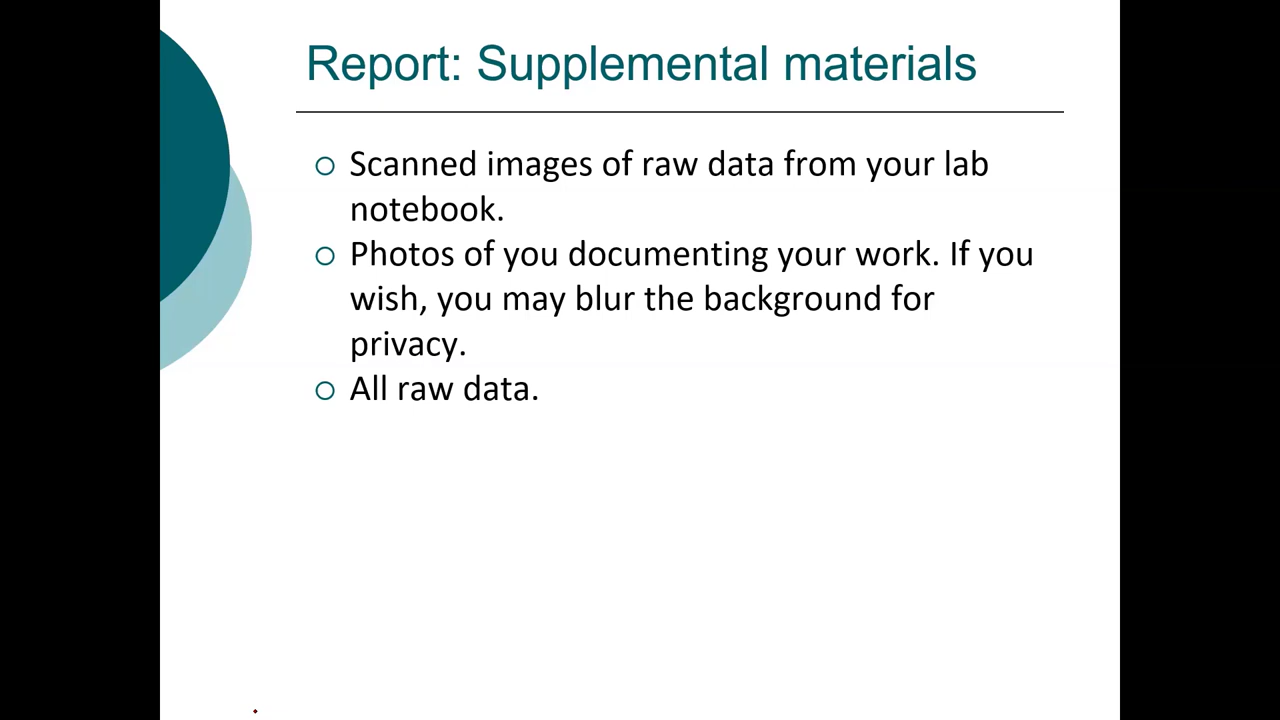 Report: Supplemental materials
Scanned images of raw data from your lab
notebook.
Photos of you documenting your work. If you
wish, you may blur the background for
privacy.
All raw data.